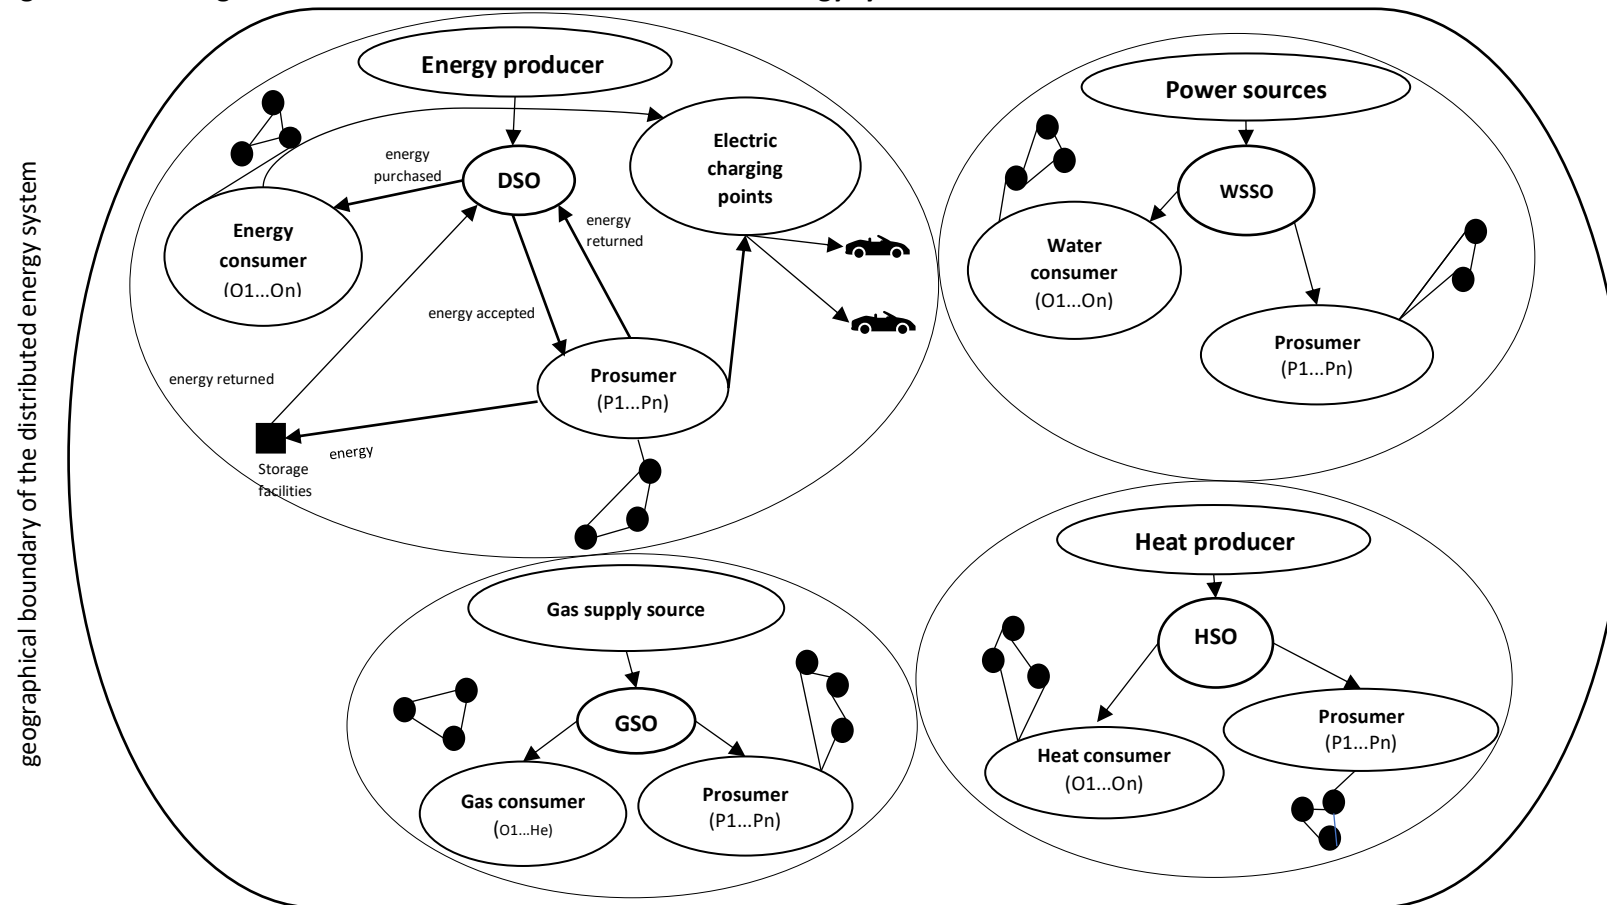 geographical boundary of the distributed energy system
Energy producer
energy
purchased
DSO
energy
returned
Electric
charging
points
Energy
consumer
(O1...On)
energy accepted
energy returned
Prosumer
(P1...Pn)
energy
Storage
facilities
Power sources
WSSO
Water
consumer
(O1...On)
Prosumer
(P1...Pn)
Gas supply source
GSO
Gas consumer
(O1...He)
Prosumer
(P1...Pn)
Heat producer
HSO
Prosumer
(P1...Pn)
Heat consumer
(O1...On)